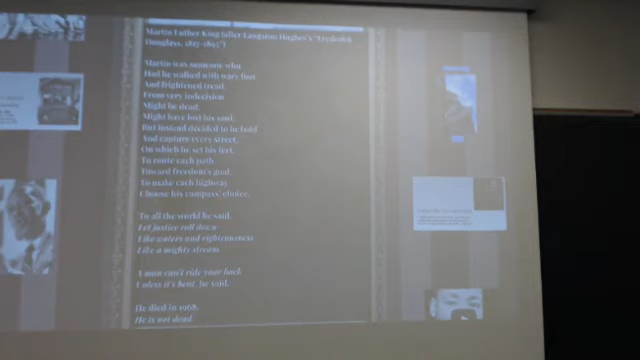 Martin Luther King (after Langston Hughes's "Frederick
Douglass, 1817-1895")
Martin was someone who
Had he walked with wary foot
And frightened tread,
From very indecision
Might be dead,
Might have lost his soul,
But instead decided to be bold
And capture every street,
On which he set his feet,
To route each path
Toward freedom's goal,
To make each highway
Choose his compass' choice,
To all the world he said,
Let justice roll down
Like waters and righteousness
Like a mighty stream.
A man can't ride your back
Unless it's bent, he said.
He died in 1968.
He is not dead.